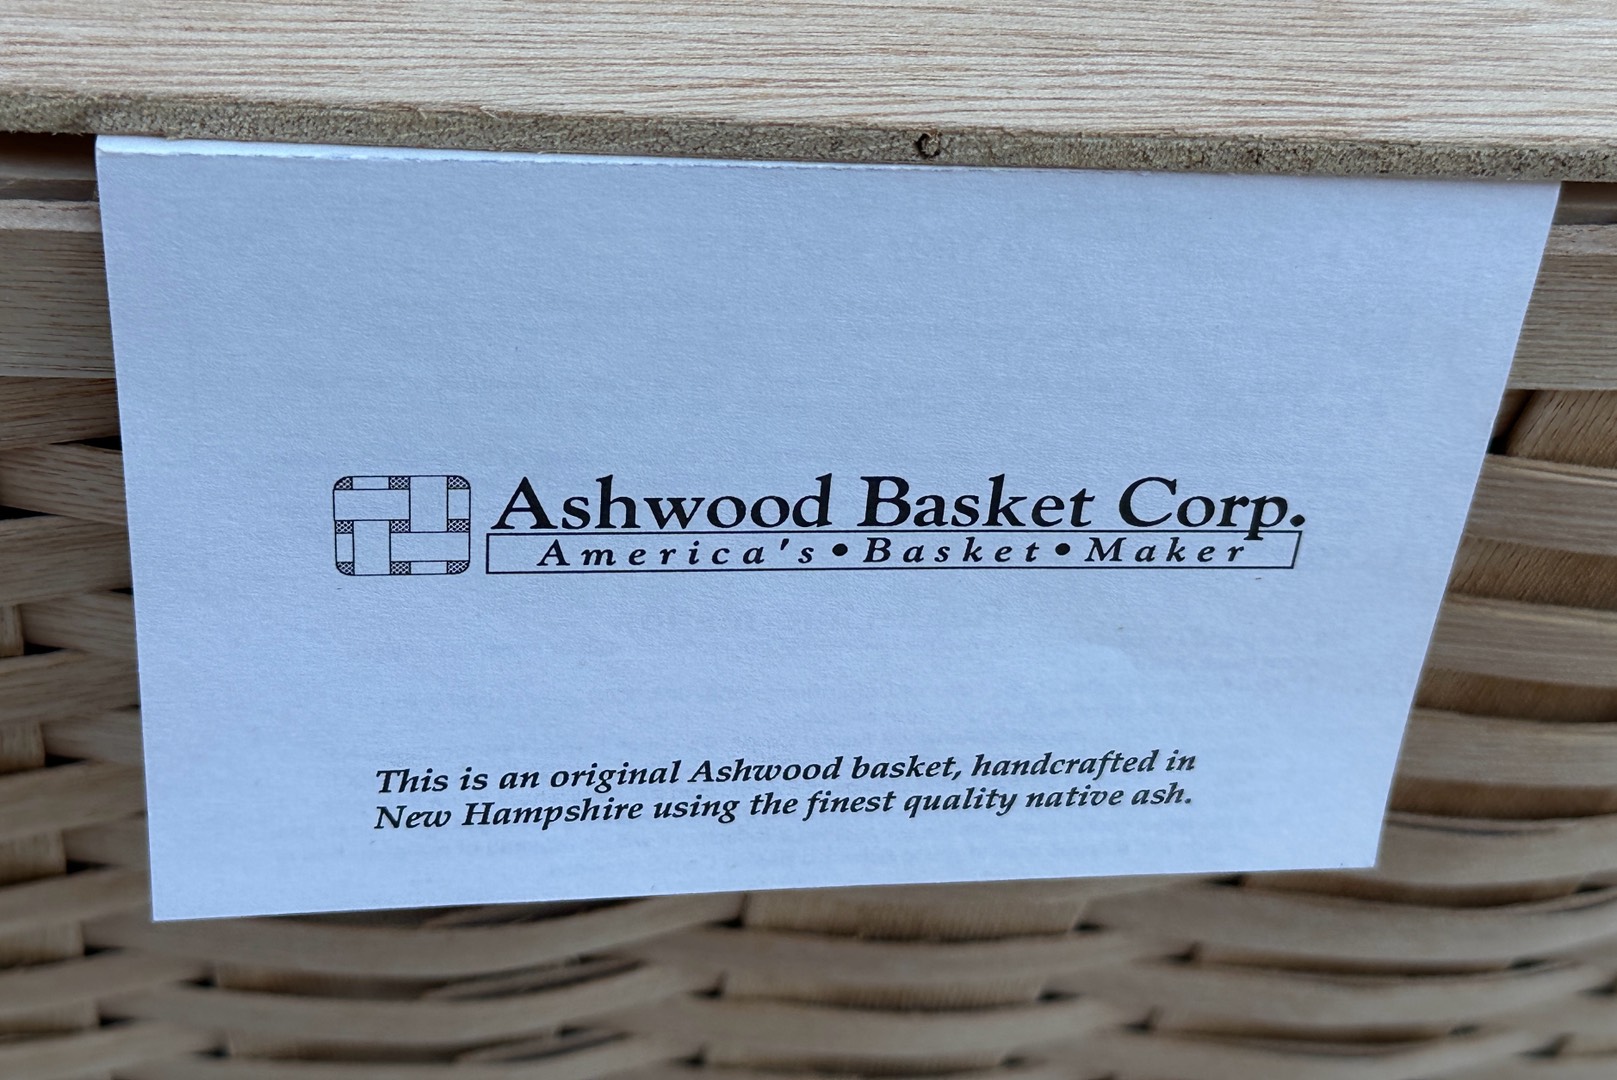 Ashwood Basket Corp.
America's • Basket • Maker
This is an original Ashwood basket, handcrafted in
New Hampshire using the finest quality native ash.